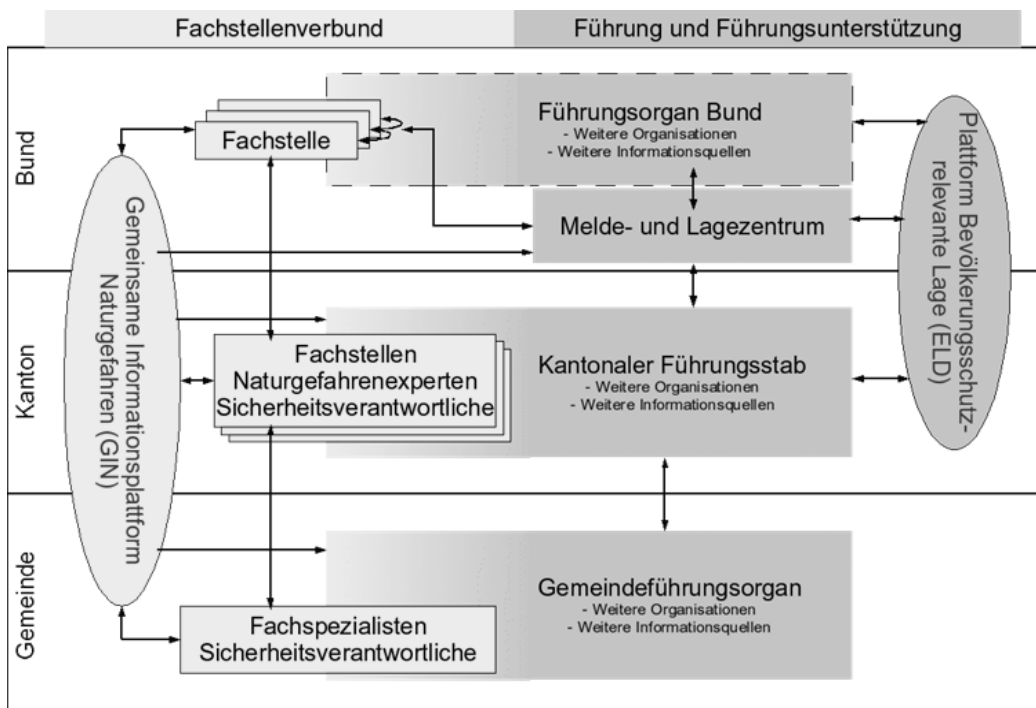 Fachstellenverbund
Führung und Führungsunterstützung
Bund
Fachstelle
Führungsorgan Bund
- Weitere Organisationen
- Weitere Informationsquellen
Melde- und Lagezentrum
Gemeinsame Informationsplattform
Naturgefahren (GIN)
Plattform Bevölkerungsschutz-
relevante Lage (ELD)
Kanton
Fachstellen
Naturgefahrenexperten
Sicherheitsverantwortliche
Kantonaler Führungsstab
- Weitere Organisationen
- Weitere Informationsquellen
Gemeinde
Gemeindeführungsorgan
- Weitere Organisationen
- Weitere Informationsquellen
Fachspezialisten
Sicherheitsverantwortliche